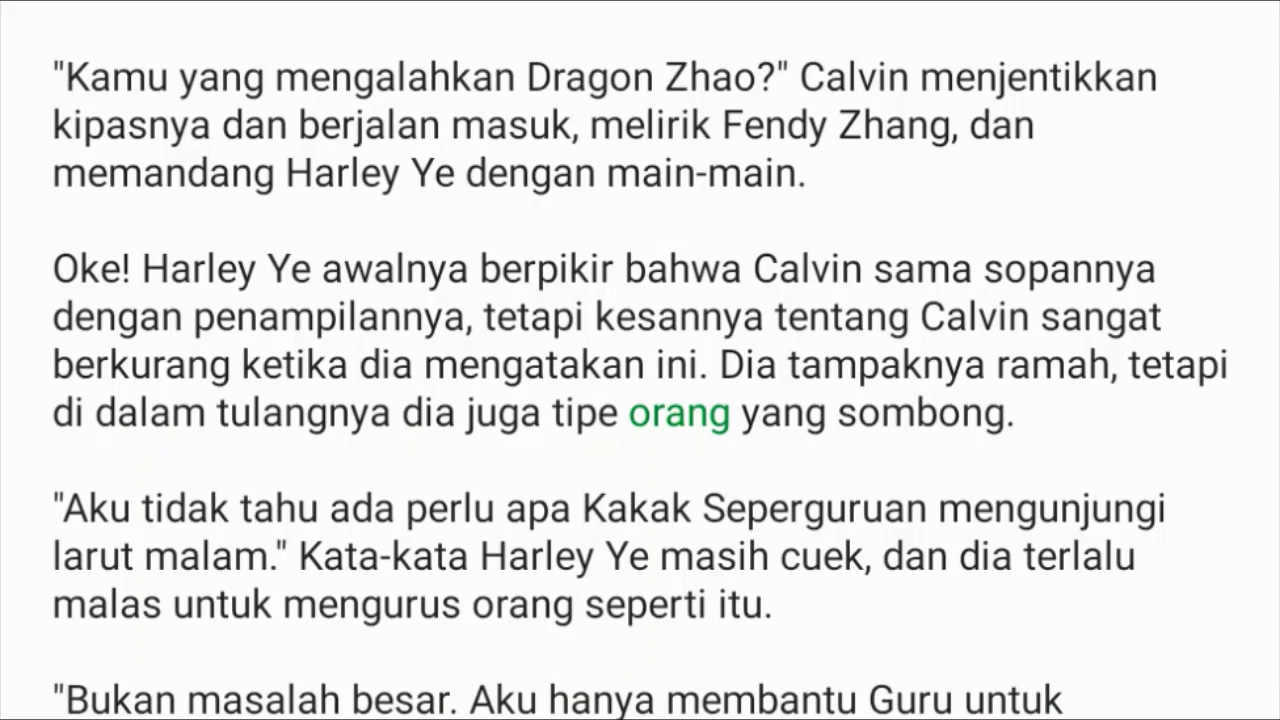 "Kamu yang mengalahkan Dragon Zhao?" Calvin menjentikkan
kipasnya dan berjalan masuk, melirik Fendy Zhang, dan
memandang Harley Ye dengan main-main.
Oke! Harley Ye awalnya berpikir bahwa Calvin sama sopannya
dengan penampilannya, tetapi kesannya tentang Calvin sangat
berkurang ketika dia mengatakan ini. Dia tampaknya ramah, tetapi
di dalam tulangnya dia juga tipe orang yang sombong.
"Aku tidak tahu ada perlu apa Kakak Seperguruan mengunjungi
larut malam." Kata-kata Harley Ye masih cuek, dan dia terlalu
malas untuk mengurus orang seperti itu.
"Bukan masalah besar. Aku hanya membantu Guru untuk